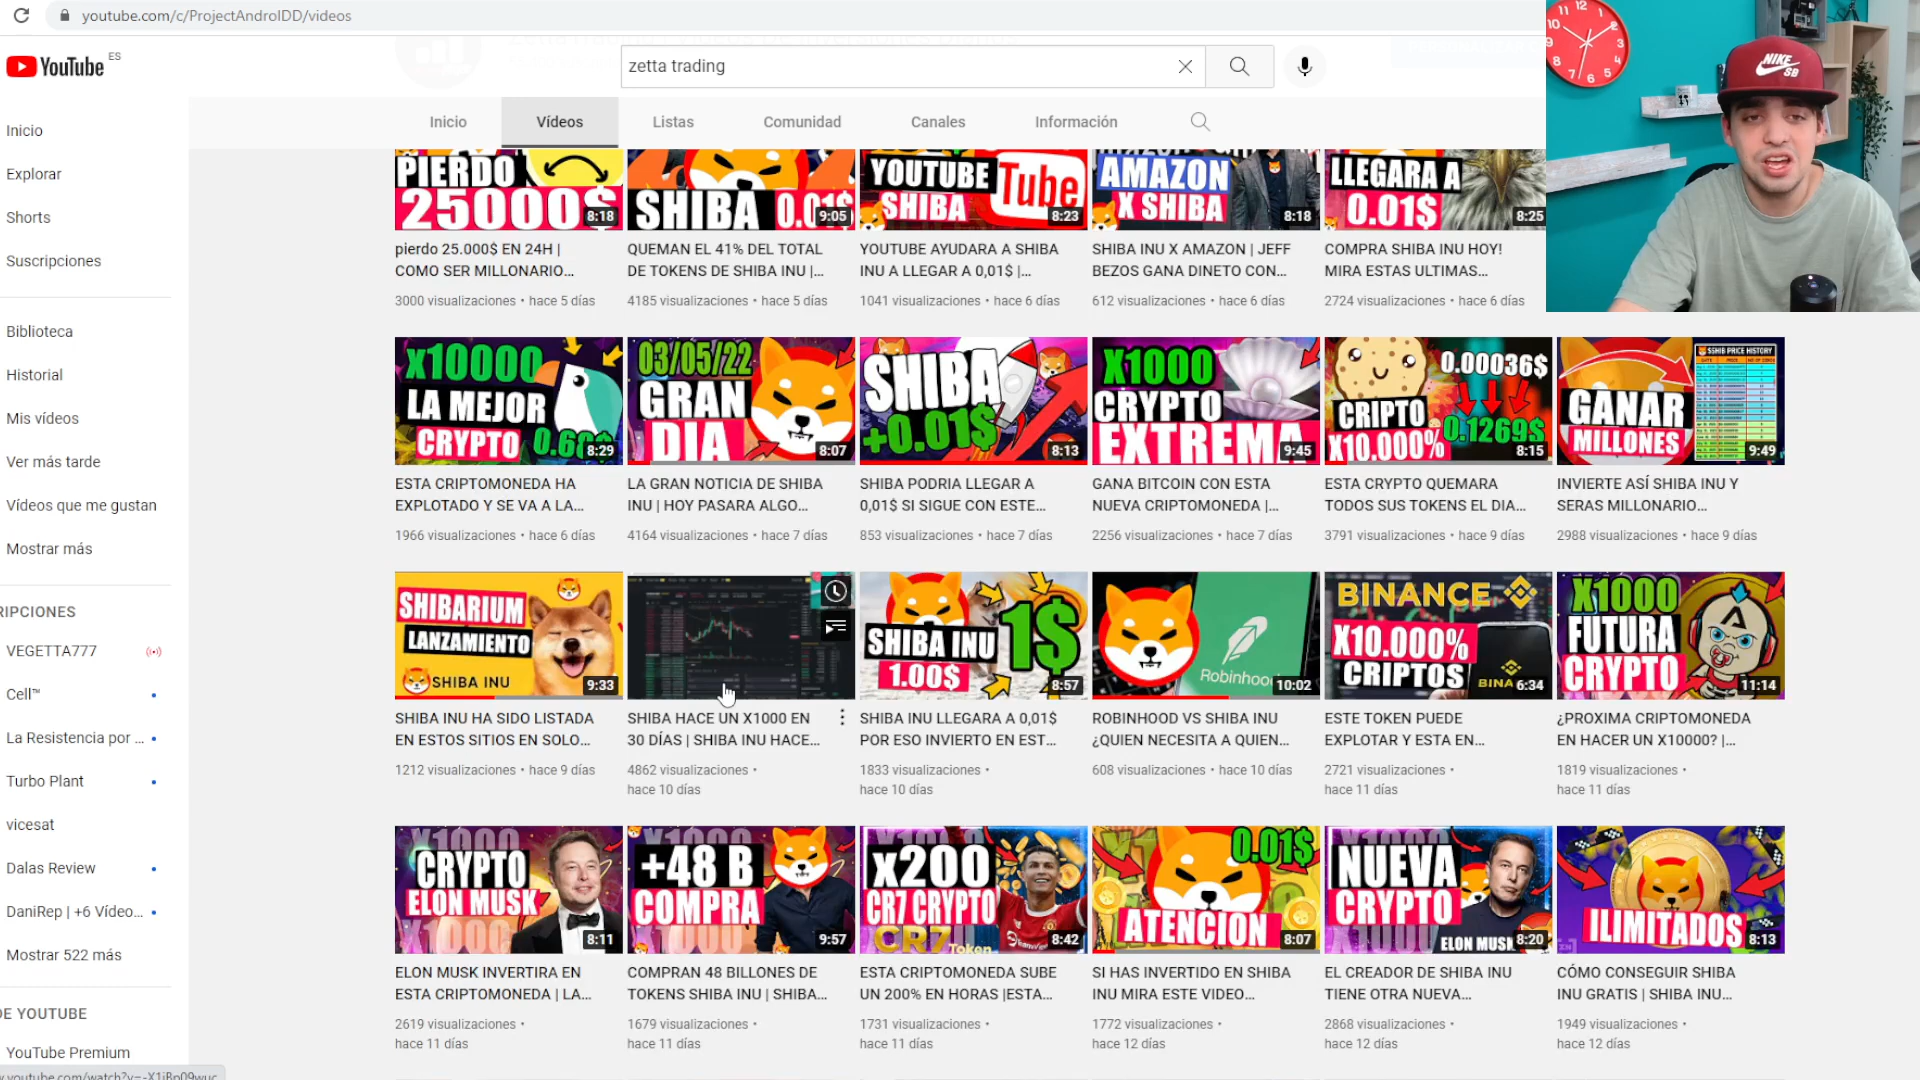 youtube.com/c/ProjectAndroIDD/videos
YouTube ES
zetta trading
Inicio
Vídeos
Listas
Comunidad
Canales
Información
Inicio
Explorar
Shorts
Suscripciones
Biblioteca
Historial
Mis vídeos
Ver más tarde
Vídeos que me gustan
Mostrar más
RIPCIONES
VEGETTA777
Cell™
La Resistencia por ...
Turbo Plant
vicesat
Dalas Review
DaniRep | +6 Vídeo...
Mostrar 522 más
DE YOUTUBE
YouTube Premium
NIKE SB
PIERDO
25000$
8:18
SHIBA 0.01$
9:05
YOUTUBE
SHIBA
Tube
8:23
AMAZON
X SHIBA
8:18
LLEGARA A
0.01$
8:25
pierdo 25.000$ EN 24H |
COMO SER MILLONARIO...
3000 visualizaciones • hace 5 días
QUEMAN EL 41% DEL TOTAL
DE TOKENS DE SHIBA INU |...
4185 visualizaciones • hace 5 días
YOUTUBE AYUDARA A SHIBA
INU A LLEGAR A 0,01$ |...
1041 visualizaciones • hace 6 días
SHIBA INU X AMAZON | JEFF
BEZOS GANA DINETO CON...
612 visualizaciones • hace 6 días
COMPRA SHIBA INU HOY!
MIRA ESTAS ULTIMAS...
2724 visualizaciones • hace 6 días
X10000
LA MEJOR
CRYPTO 0.60$
8:29
03/05/22
GRAN
DIA
8:07
SHIBA
+0.01$
8:13
X1000
CRYPTO
EXTREMA
9:45
0.00036$
CRIPTO
X10.000%
0.1269$
8:15
$SHIB PRICE HISTORY
GANAR
MILLONES
9:49
ESTA CRIPTOMONEDA HA
EXPLOTADO Y SE VA A LA...
1966 visualizaciones • hace 6 días
LA GRAN NOTICIA DE SHIBA
INU | HOY PASARA ALGO...
4164 visualizaciones • hace 7 días
SHIBA PODRIA LLEGAR A
0,01$ SI SIGUE CON ESTE...
853 visualizaciones • hace 7 días
GANA BITCOIN CON ESTA
NUEVA CRIPTOMONEDA |...
2256 visualizaciones • hace 7 días
ESTA CRYPTO QUEMARA
TODOS SUS TOKENS EL DIA...
3791 visualizaciones • hace 9 días
INVIERTE ASÍ SHIBA INU Y
SERAS MILLONARIO...
2988 visualizaciones • hace 9 días
SHIBARIUM
LANZAMIENTO
SHIBA INU
9:33
SHIBA INU
1.00$
1$
8:57
Robinhood
10:02
BINANCE
X10.000%
CRIPTOS
BINA
6:34
X1000
FUTURA
CRYPTO
11:14
SHIBA INU HA SIDO LISTADA
EN ESTOS SITIOS EN SOLO...
1212 visualizaciones • hace 9 días
SHIBA HACE UN X1000 EN
30 DÍAS | SHIBA INU HACE...
4862 visualizaciones •
hace 10 días
SHIBA INU LLEGARA A 0,01$
POR ESO INVIERTO EN EST...
1833 visualizaciones •
hace 10 días
ROBINHOOD VS SHIBA INU
¿QUIEN NECESITA A QUIEN...
608 visualizaciones • hace 10 días
ESTE TOKEN PUEDE
EXPLOTAR Y ESTA EN...
2721 visualizaciones •
hace 11 días
¿PROXIMA CRIPTOMONEDA
EN HACER UN X10000? |...
1819 visualizaciones •
hace 11 días
X1000
CRYPTO
ELON MUSK
X1000
8:11
X1000
+48 B
COMPRA
1000
9:57
X200
CR7 CRYPTO
CR7 Token
8:42
0.01$
ATENCION
8:07
NUEVA
CRYPTO
ELON MUSK
8:20
ILIMITADOS
8:13
ELON MUSK INVERTIRA EN
ESTA CRIPTOMONEDA | LA...
2619 visualizaciones •
hace 11 días
COMPRAN 48 BILLONES DE
TOKENS SHIBA INU | SHIBA...
1679 visualizaciones •
hace 11 días
ESTA CRIPTOMONEDA SUBE
UN 200% EN HORAS |ESTA...
1731 visualizaciones •
hace 11 días
SI HAS INVERTIDO EN SHIBA
INU MIRA ESTE VIDEO...
1772 visualizaciones •
hace 12 días
EL CREADOR DE SHIBA INU
TIENE OTRA NUEVA...
2868 visualizaciones •
hace 12 días
CÓMO CONSEGUIR SHIBA
INU GRATIS | SHIBA INU...
1949 visualizaciones •
hace 12 días